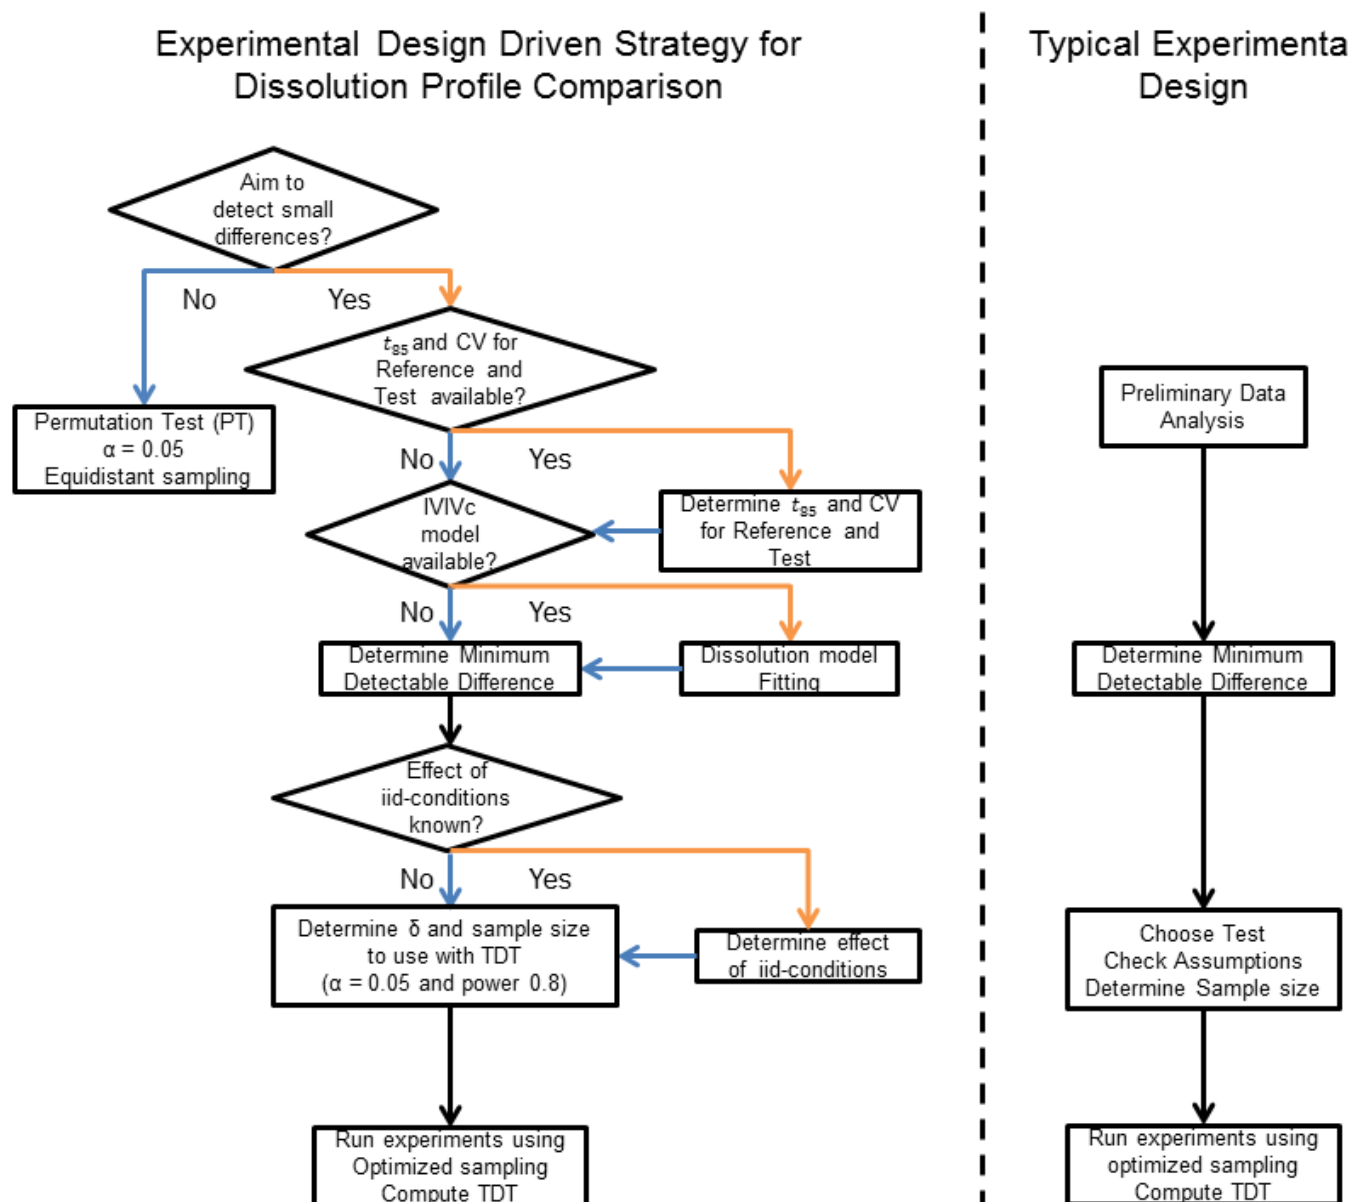 Experimental Design Driven Strategy for
Dissolution Profile Comparison
Aim to
detect small
differences?
No
Yes
t85 and CV for
Reference and
Test available?
Permutation Test (PT)
α = 0.05
Equidistant sampling
No
Yes
IVIVc
model
available?
Determine t85 and CV
for Reference and
Test
No
Yes
Determine Minimum
Detectable Difference
Dissolution model
Fitting
Effect of
iid-conditions
known?
No
Yes
Determine δ and sample size
to use with TDT
(α = 0.05 and power 0.8)
Determine effect
of iid-conditions
Run experiments using
Optimized sampling
Compute TDT
Typical Experimenta
Design
Preliminary Data
Analysis
Determine Minimum
Detectable Difference
Choose Test
Check Assumptions
Determine Sample size
Run experiments using
optimized sampling
Compute TDT